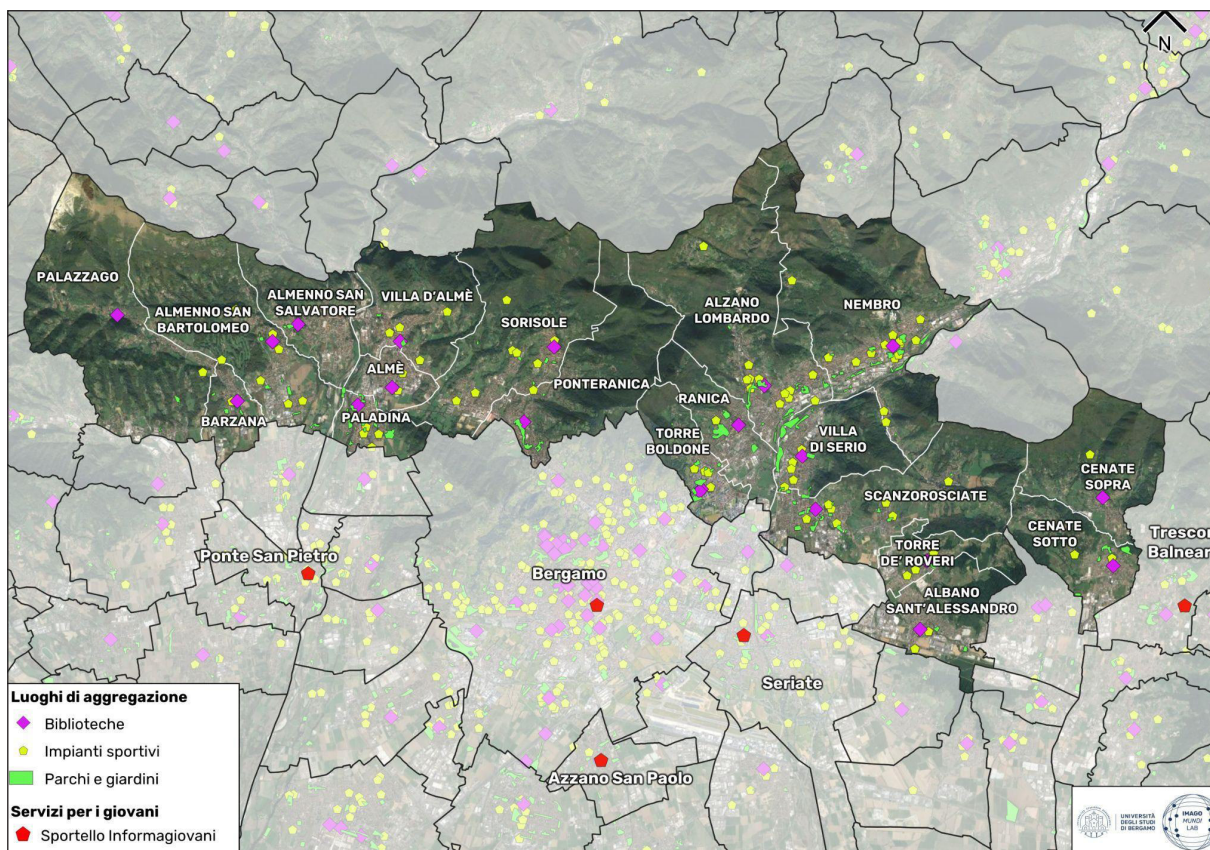 N
PALAZZAGO
ALMENNO SAN
BARTOLOMEO
ALMENNO SAN
SALVATORE
VILLA D'ALMÈ
SORISOLE
ALMÈ
BARZANA
PALADINA
PONTERANICA
ALZANO
LOMBARDO
NEMBRO
RANICA
TORRE
BOLDONE
VILLA
DI SERIO
SCANZOROSCIATE
CENATE
SOPRA
CENATE
SOTTO
TORRE
DE' ROVERI
ALBANO
SANT'ALESSANDRO
Ponte San Pietro
Bergamo
Seriate
Azzano San Paolo
Trescor
Balnear
Luoghi di aggregazione
Biblioteche
Impianti sportivi
Parchi e giardini
Servizi per i giovani
Sportello Informagiovani
UNIVERSITÀ
DEGLI STUDI
DI BERGAMO
IMAGO
MUNDI
LAB